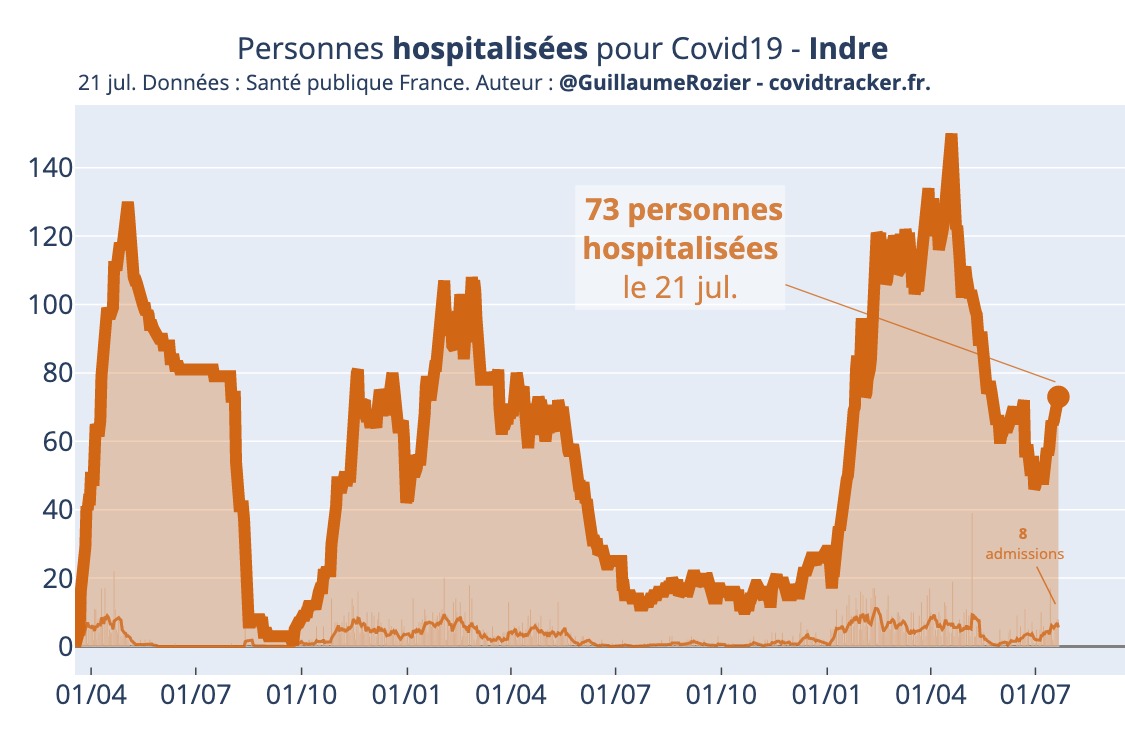 Personnes hospitalisées pour Covid19 - Indre
21 jul. Données : Santé publique France. Auteur : @GuillaumeRozier - covidtracker.fr.
140
120
100
80
60
40
20
0
73 personnes
hospitalisées
le 21 jul.
8
admissions
01/04 01/07 01/10 01/01 01/04 01/07 01/10 01/01 01/04 01/07